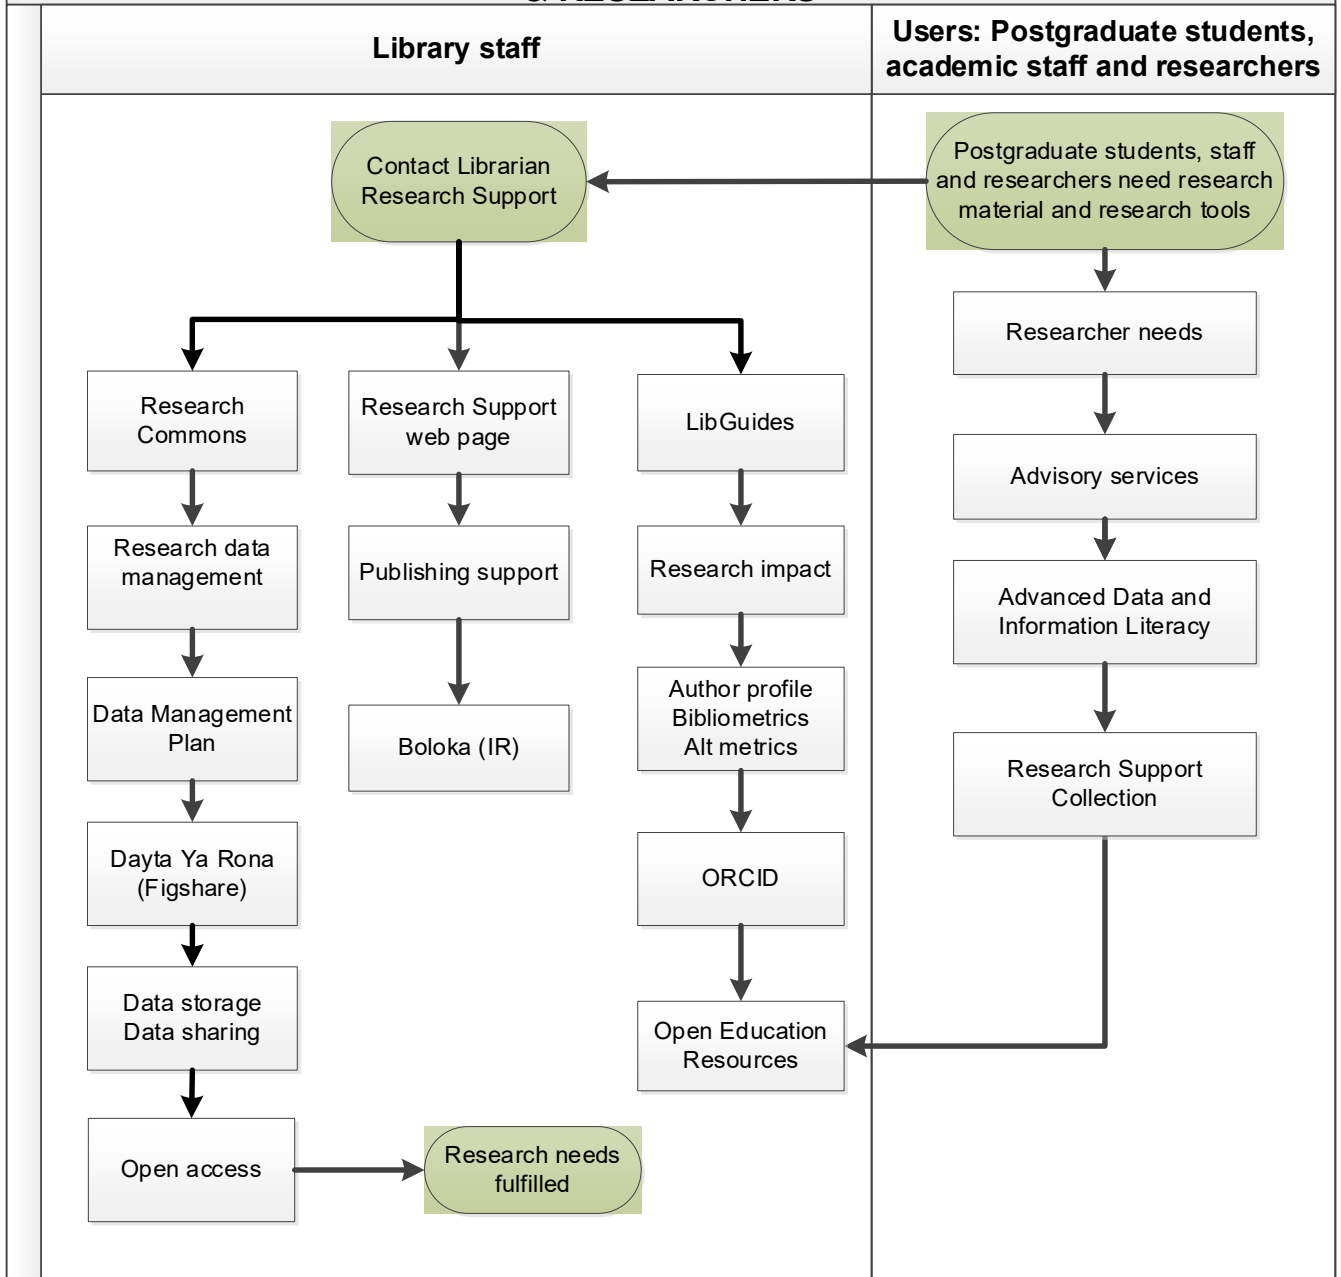 Library staff
Users: Postgraduate students,
academic staff and researchers
Contact Librarian
Research Support
Postgraduate students, staff
and researchers need research
material and research tools
Researcher needs
Research
Commons
Research Support
web page
LibGuides
Advisory services
Research data
management
Publishing support
Research impact
Advanced Data and
Information Literacy
Data Management
Plan
Boloka (IR)
Author profile
Bibliometrics
Alt metrics
Research Support
Collection
Dayta Ya Rona
(Figshare)
ORCID
Data storage
Data sharing
Open Education
Resources
Open access
Research needs
fulfilled